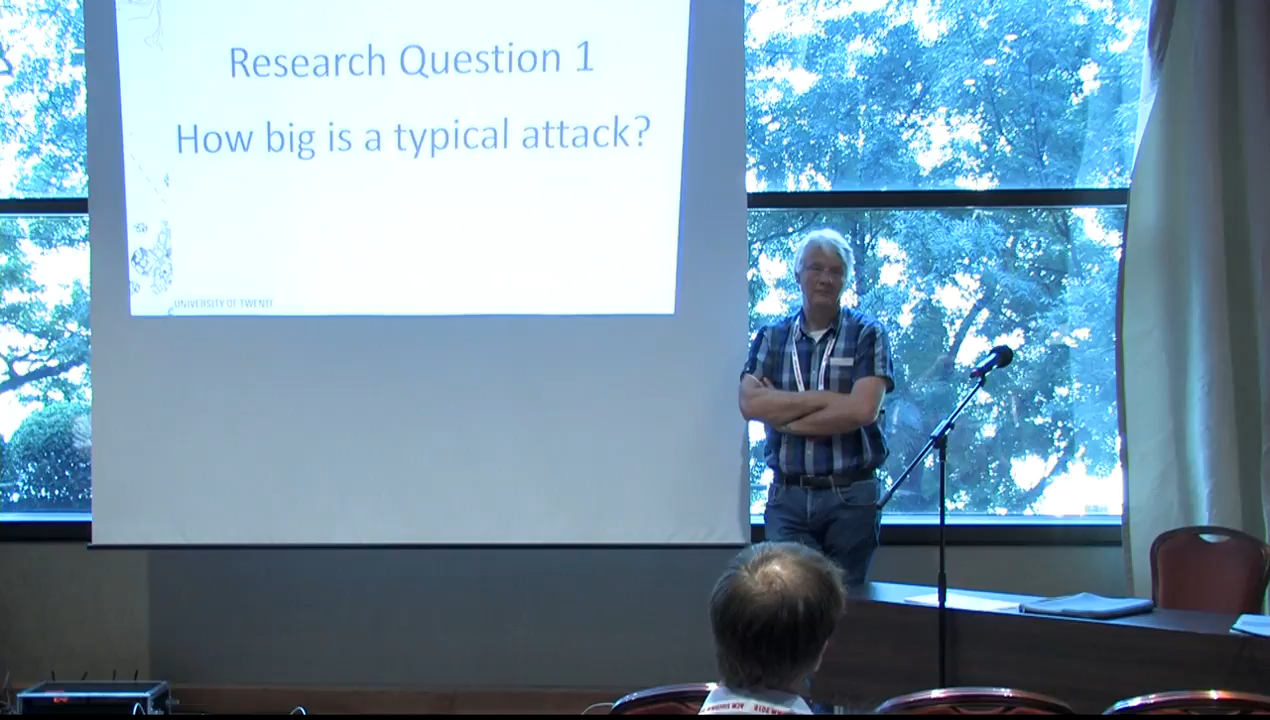 Research Question 1
How big is a typical attack?
UNIVERSITY OF TWENTE